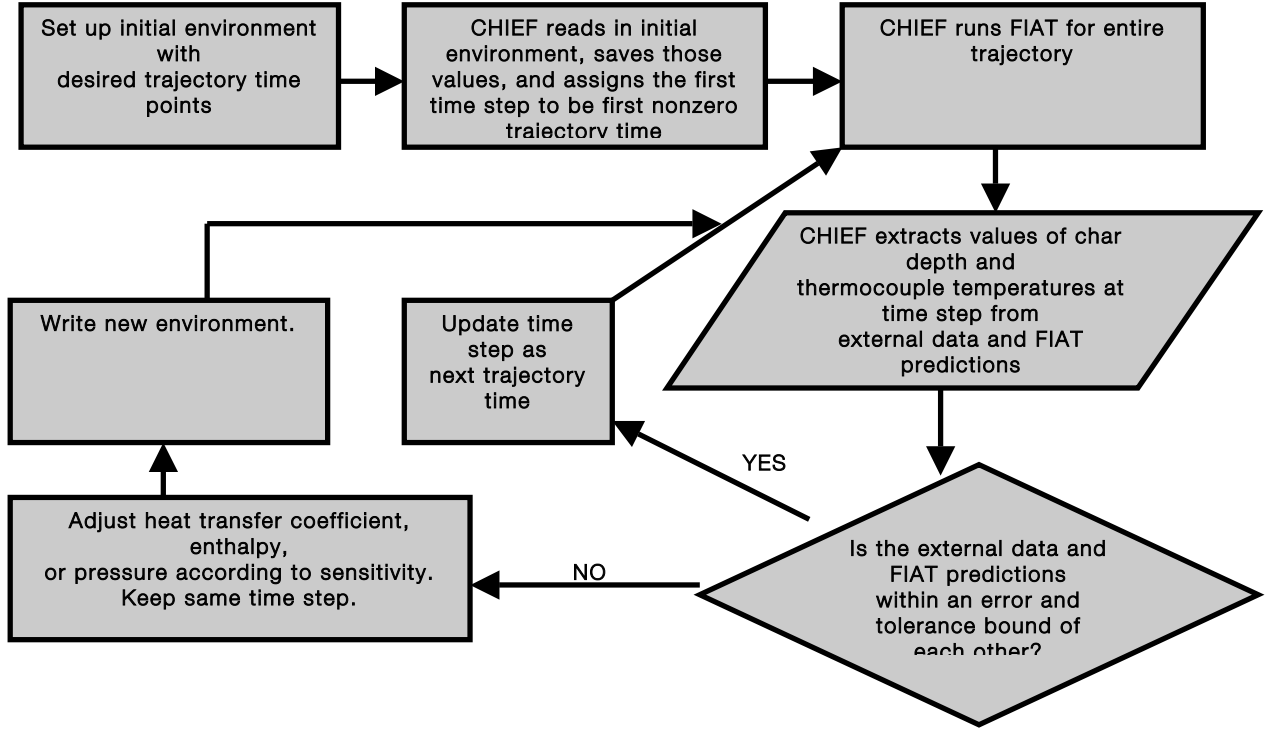 Set up initial environment
with
desired trajectory time
points
CHIEF reads in initial
environment, saves those
values, and assigns the first
time step to be first nonzero
trajectory time
CHIEF runs FIAT for entire
trajectory
CHIEF extracts values of char
depth and
thermocouple temperatures at
time step from
external data and FIAT
predictions
Write new environment.
Update time
step as
next trajectory
time
YES
Adjust heat transfer coefficient,
enthalpy,
or pressure according to sensitivity.
Keep same time step.
NO
Is the external data and
FIAT predictions
within an error and
tolerance bound of
each other?